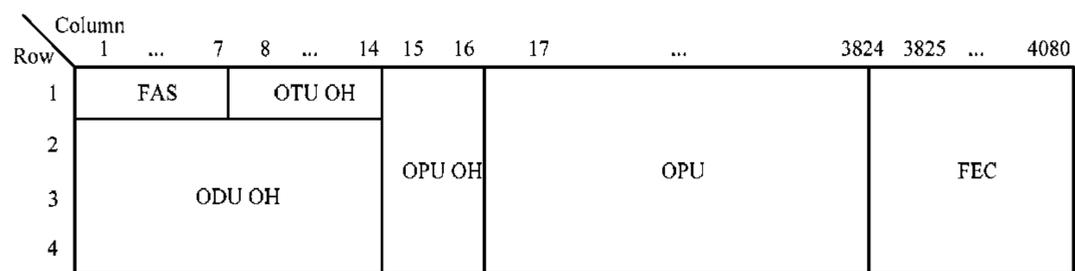 Column
Row 1 ... 7 8 ... 14 15 16 17 ... 3824 3825 ... 4080
1 FAS OTU OH
2
OPU OH OPU FEC
3 ODU OH
4